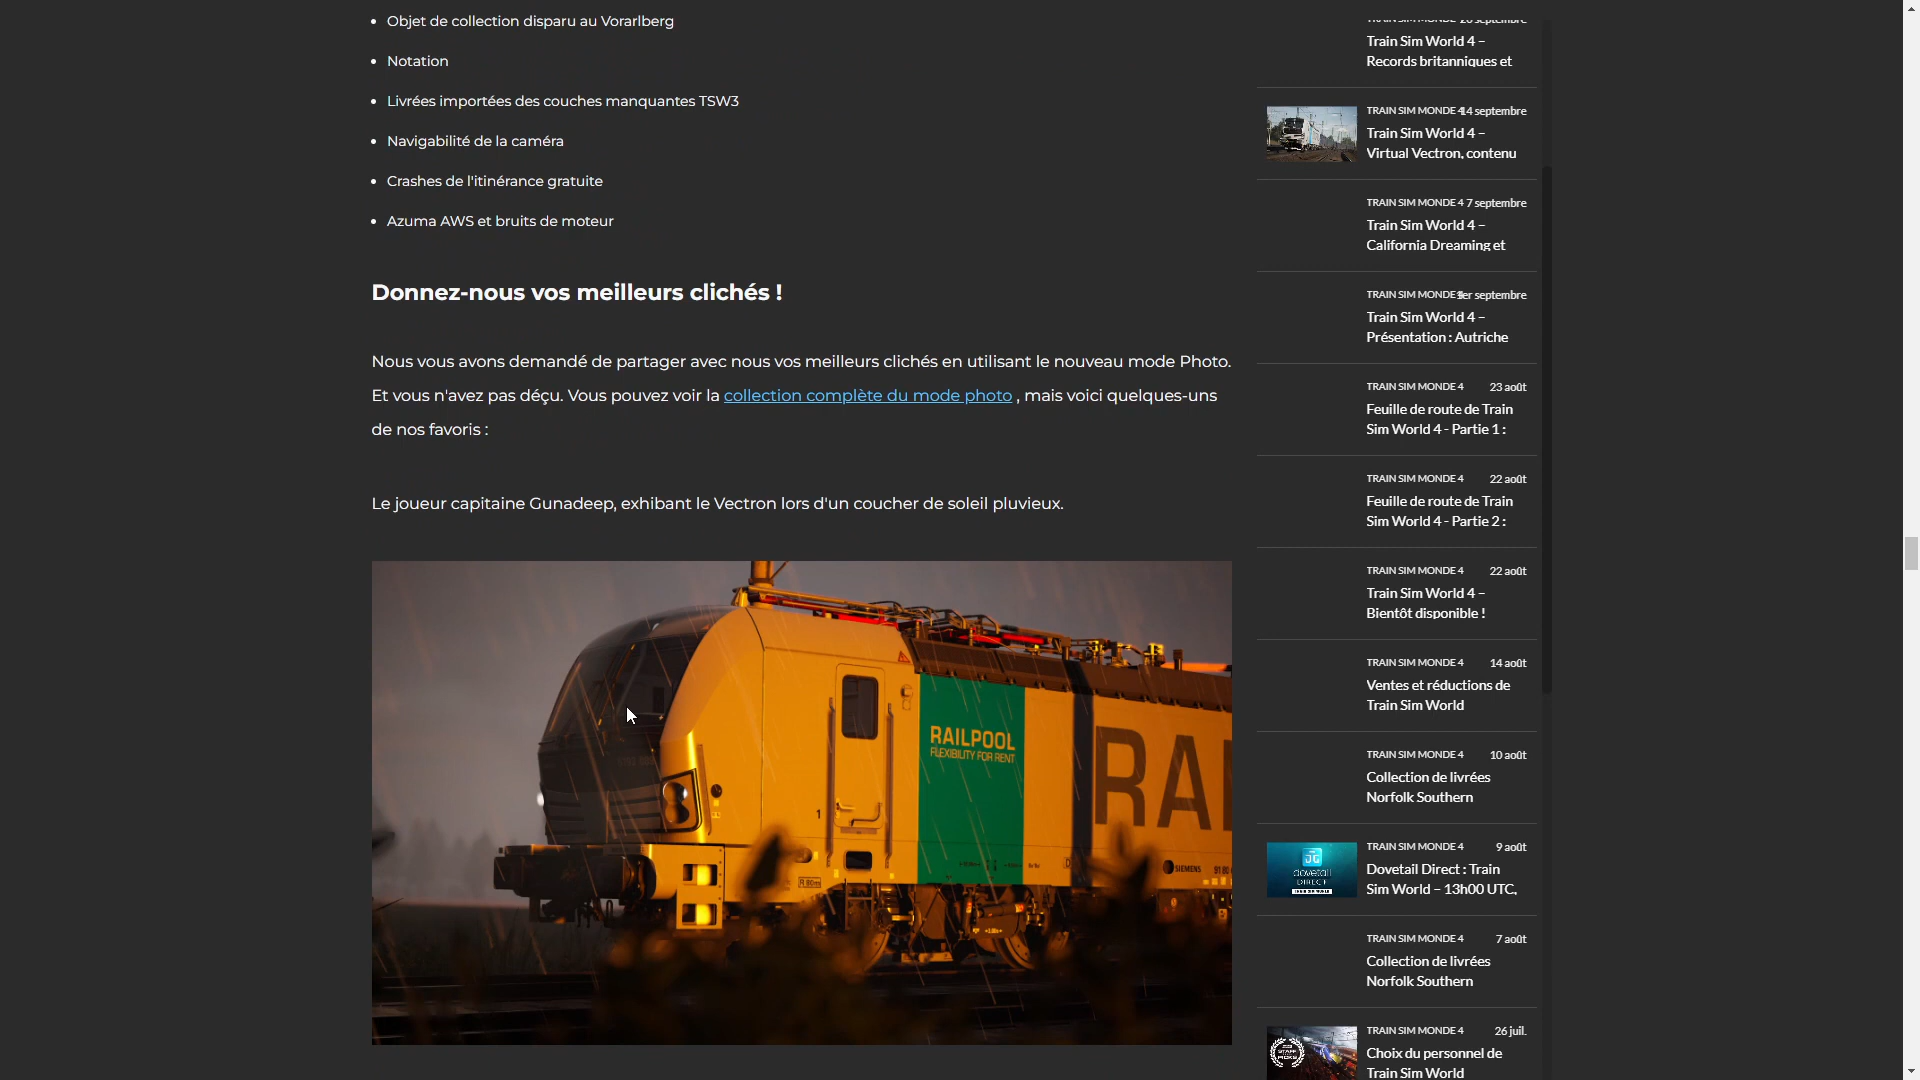 Objet de collection disparu au Vorarlberg
Notation
Livrées importées des couches manquantes TSW3
Navigabilité de la caméra
Crashes de l'itinérance gratuite
Azuma AWS et bruits de moteur
Donnez-nous vos meilleurs clichés !
Nous vous avons demandé de partager avec nous vos meilleurs clichés en utilisant le nouveau mode Photo.
Et vous n'avez pas déçu. Vous pouvez voir la collection complète du mode photo , mais voici quelques-uns
de nos favoris :
Le joueur capitaine Gunadeep, exhibant le Vectron lors d'un coucher de soleil pluvieux.
RAILPOOL
FLEXIBILITY FOR RENT
RAI
1
R 80m
SIEMENS
91 80
Train Sim World 4 –
Records britanniques et
TRAIN SIM MONDE 4 14 septembre
Train Sim World 4 –
Virtual Vectron, contenu
TRAIN SIM MONDE 4 7 septembre
Train Sim World 4 –
California Dreaming et
TRAIN SIM MONDE 4 1er septembre
Train Sim World 4 –
Présentation : Autriche
TRAIN SIM MONDE 4 23 août
Feuille de route de Train
Sim World 4 - Partie 1 :
TRAIN SIM MONDE 4 22 août
Feuille de route de Train
Sim World 4 - Partie 2 :
TRAIN SIM MONDE 4 22 août
Train Sim World 4 –
Bientôt disponible !
TRAIN SIM MONDE 4 14 août
Ventes et réductions de
Train Sim World
TRAIN SIM MONDE 4 10 août
Collection de livrées
Norfolk Southern
dovetail
DIRECT
TRAIN SIM MONDE 4 9 août
Dovetail Direct : Train
Sim World – 13h00 UTC,
TRAIN SIM MONDE 4 7 août
Collection de livrées
Norfolk Southern
STAFF
PICKS
TRAIN SIM MONDE 4 26 juil.
Choix du personnel de
Train Sim World